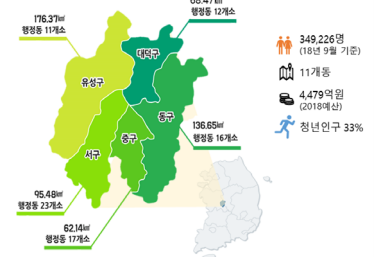 68.47㎢
행정동 12개소
176.37㎢
행정동 11개소
대덕구
유성구
동구
중구
서구
136.65㎢
행정동 16개소
95.48㎢
행정동 23개소
62.14㎢
행정동 17개소
349,226명
(18년 9월 기준)
11개동
4,479억원
(2018예산)
청년인구 33%